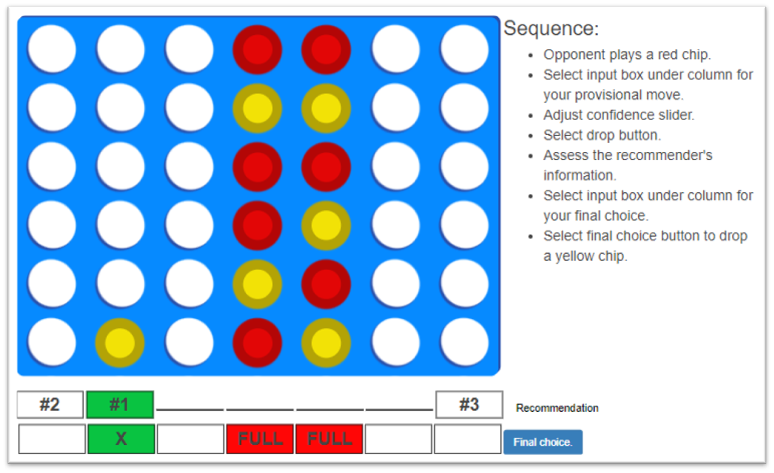 Sequence:
Opponent plays a red chip.
Select input box under column for
your provisional move.
Adjust confidence slider.
Select drop button.
Assess the recommender's
information.
Select input box under column for
your final choice.
Select final choice button to drop
a yellow chip.
#2 #1 #3 Recommendation
X FULL FULL Final choice.